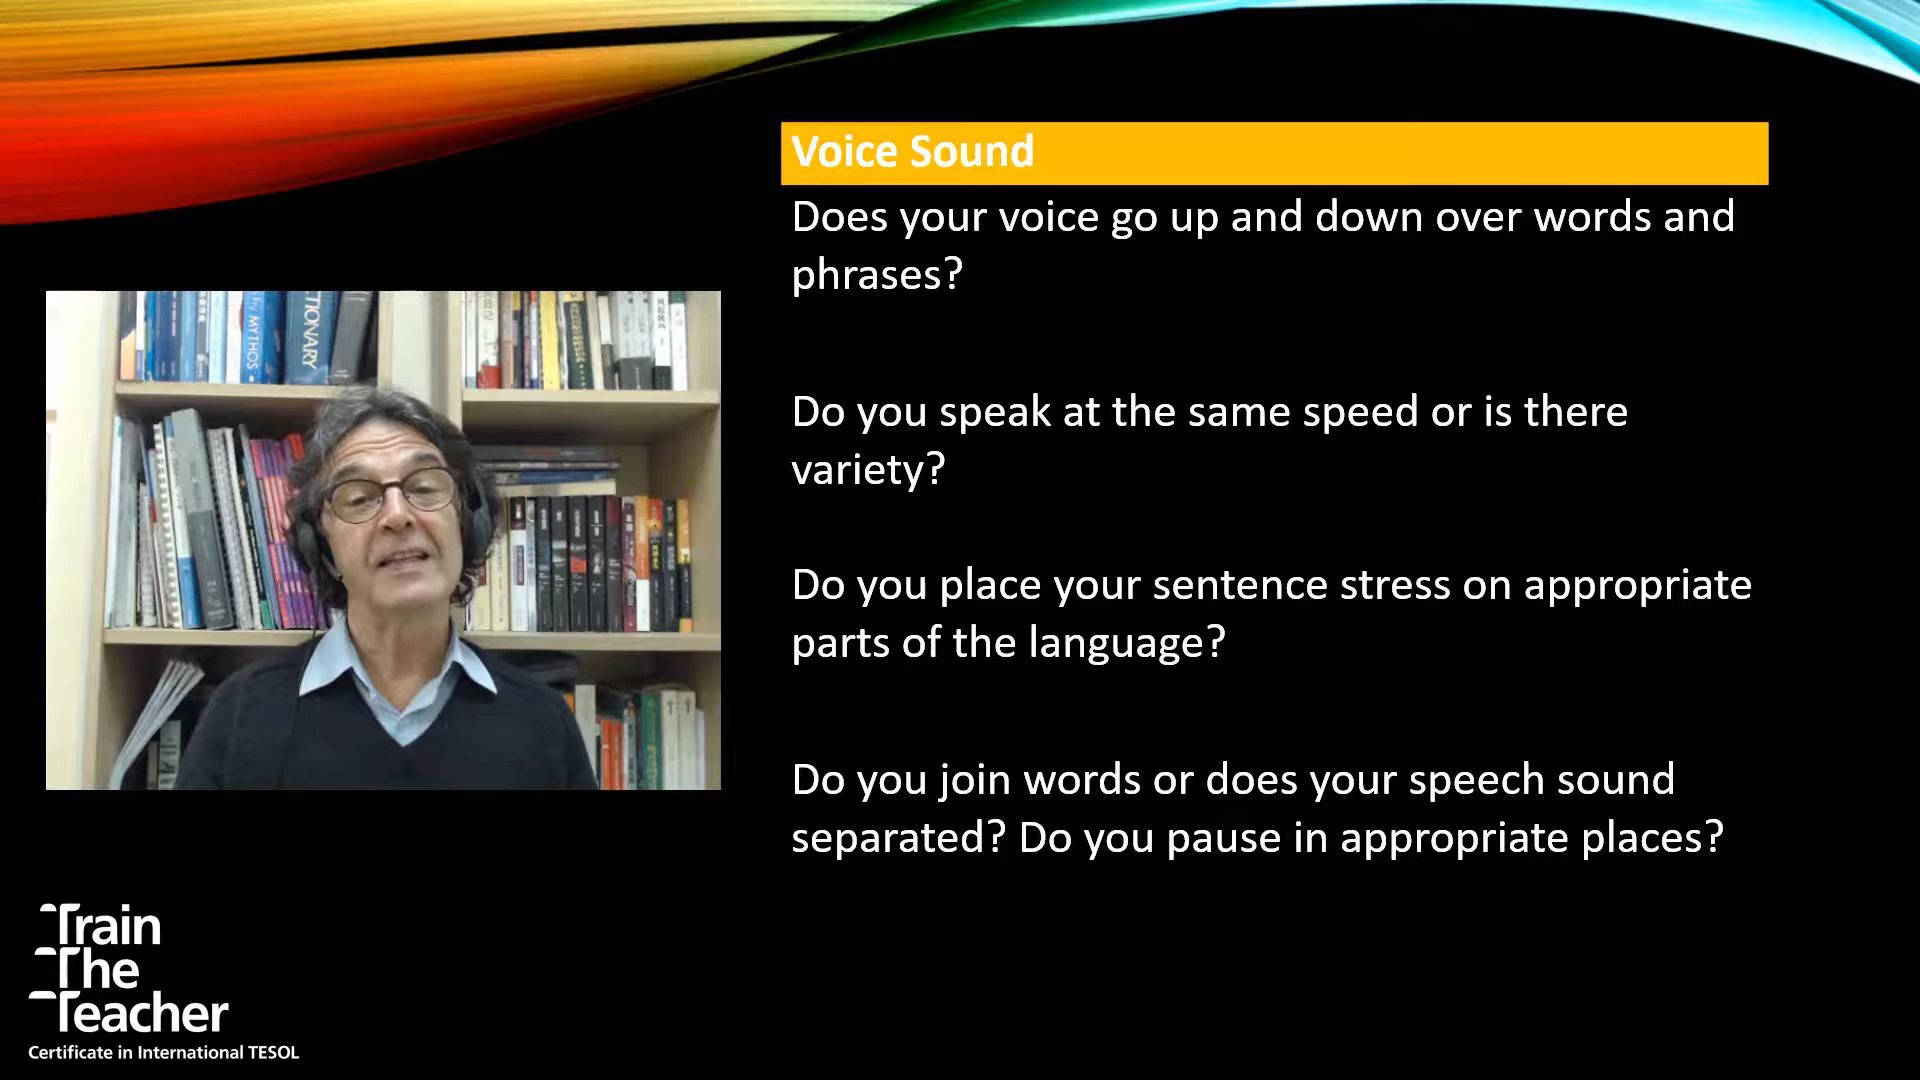 Voice Sound
Does your voice go up and down over words and
phrases?
Do you speak at the same speed or is there
variety?
Do you place your sentence stress on appropriate
parts of the language?
Do you join words or does your speech sound
separated? Do you pause in appropriate places?
MYTHOS
Train
The
Teacher
Certificate in International TESOL